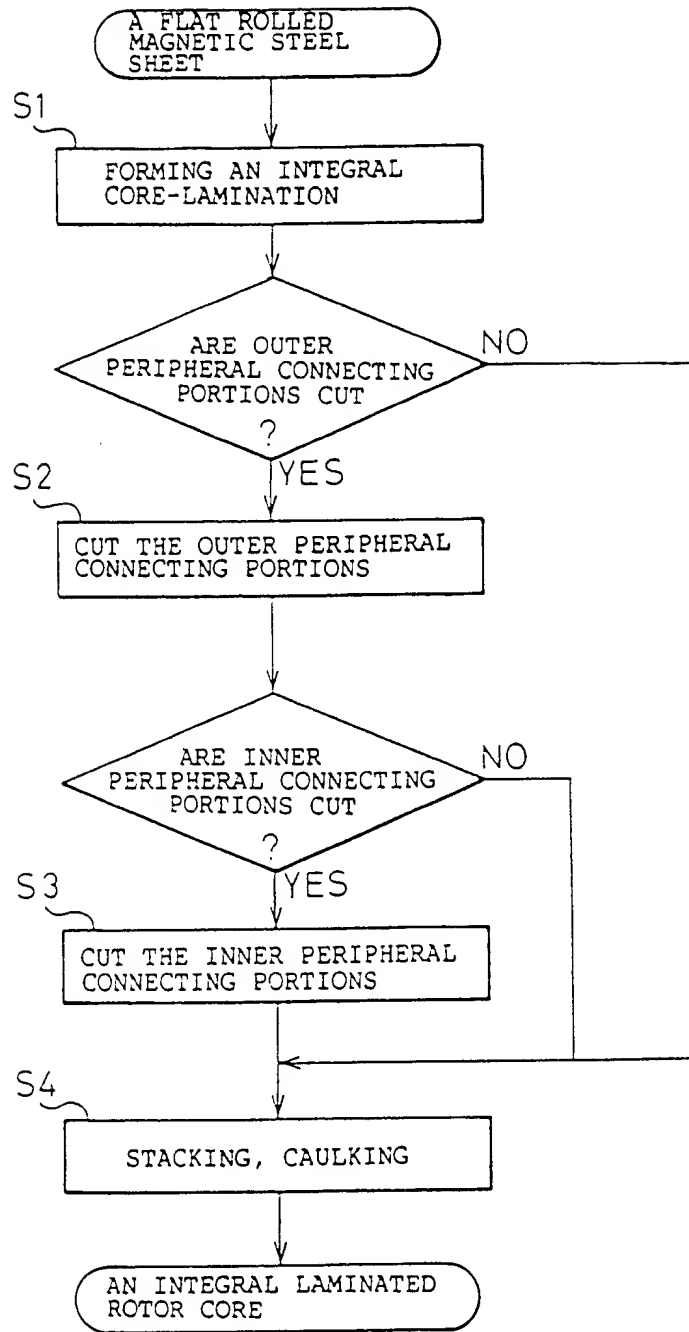 A FLAT ROLLED
MAGNETIC STEEL
SHEET
S1
FORMING AN INTEGRAL
CORE-LAMINATION
ARE OUTER
PERIPHERAL CONNECTING
PORTIONS CUT
?
NO
YES
S2
CUT THE OUTER PERIPHERAL
CONNECTING PORTIONS
ARE INNER
PERIPHERAL CONNECTING
PORTIONS CUT
?
NO
YES
S3
CUT THE INNER PERIPHERAL
CONNECTING PORTIONS
S4
STACKING, CAULKING
AN INTEGRAL LAMINATED
ROTOR CORE